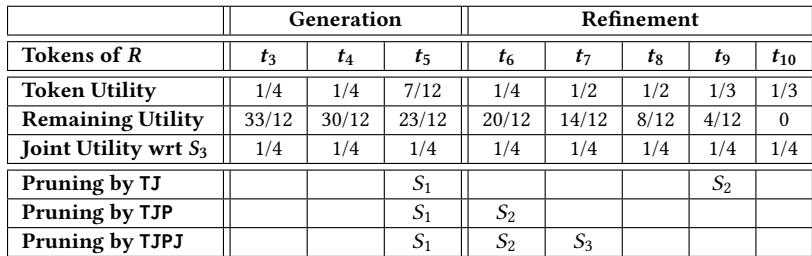 Generation Refinement
Tokens of R t3 t4 t5 t6 t7 t8 t9 t10
Token Utility 1/4 1/4 7/12 1/4 1/2 1/2 1/3 1/3
Remaining Utility 33/12 30/12 23/12 20/12 14/12 8/12 4/12 0
Joint Utility wrt S3 1/4 1/4 1/4 1/4 1/4 1/4 1/4 1/4
Pruning by TJ S1 S2
Pruning by TJP S1 S2
Pruning by TJPJ S1 S2 S3